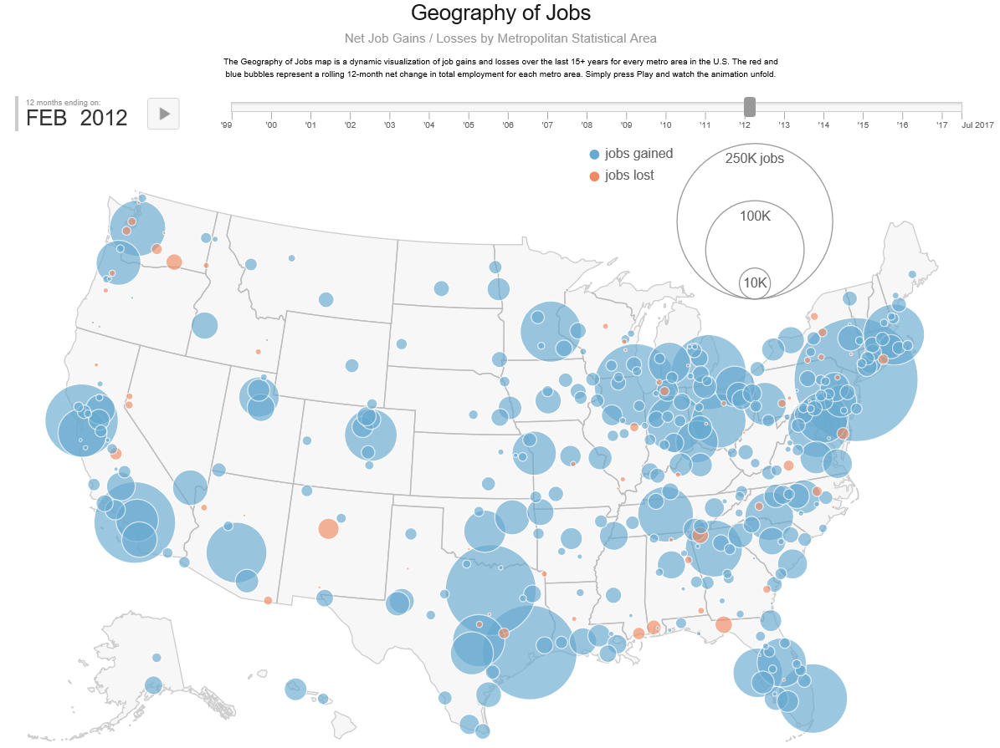 Geography of Jobs
Net Job Gains / Losses by Metropolitan Statistical Area
The Geography of Jobs map is a dynamic visualization of job gains and losses over the last 15+ years for every metro area in the U.S. The red and
blue bubbles represent a rolling 12-month net change in total employment for each metro area. Simply press Play and watch the animation unfold.
12 months ending on:
FEB 2012
'99 '00 '01 '02 '03 '04 '05 '06 '07 '08 '09 '10 '11 '12 '13 '14 '15 '16 '17 Jul 2017
jobs gained
jobs lost
250K jobs
100K
10K